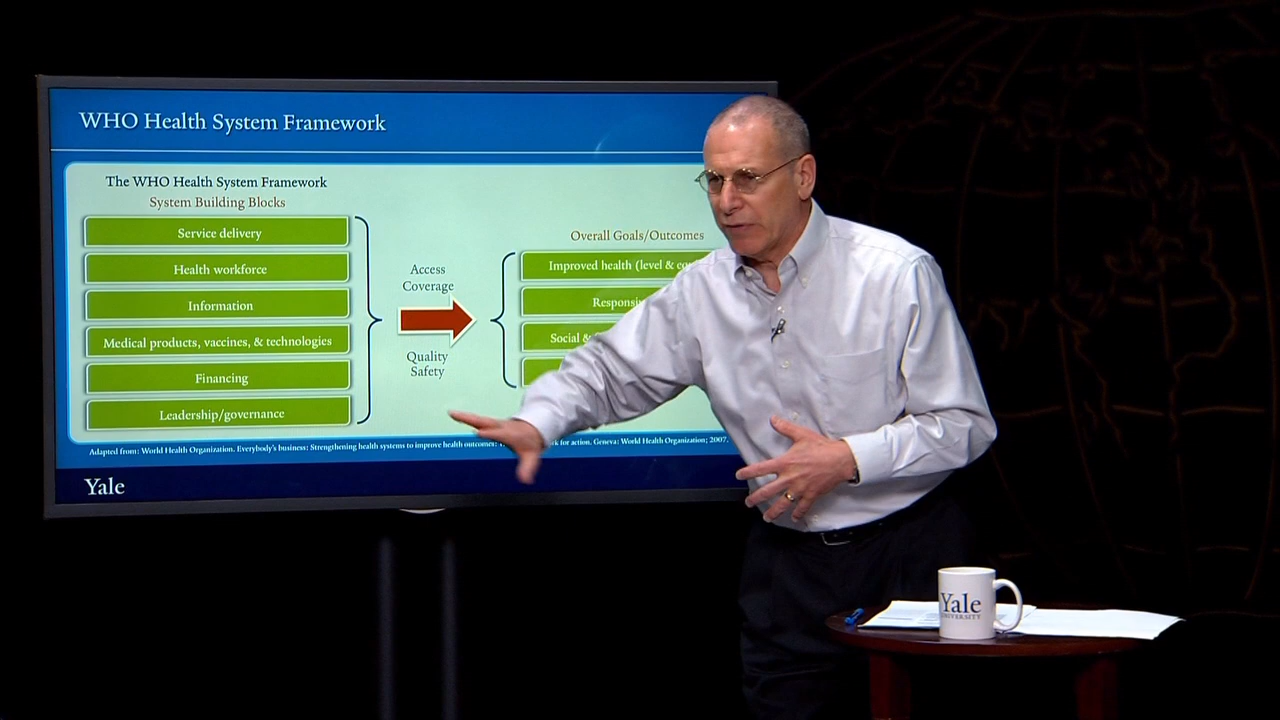 WHO Health System Framework
The WHO Health System Framework
System Building Blocks
Service delivery
Health workforce
Information
Medical products, vaccines, & technologies
Financing
Leadership/governance
Access
Coverage
Quality
Safety
Overall Goals/Outcomes
Improved health (level &
Social &
Adapted from: World Health Organization. Everybody's business: Strengthening health systems to improve health outcomes: for action. Geneva: World Health Organization; 2007.
Yale
Yale
UNIVERSITY